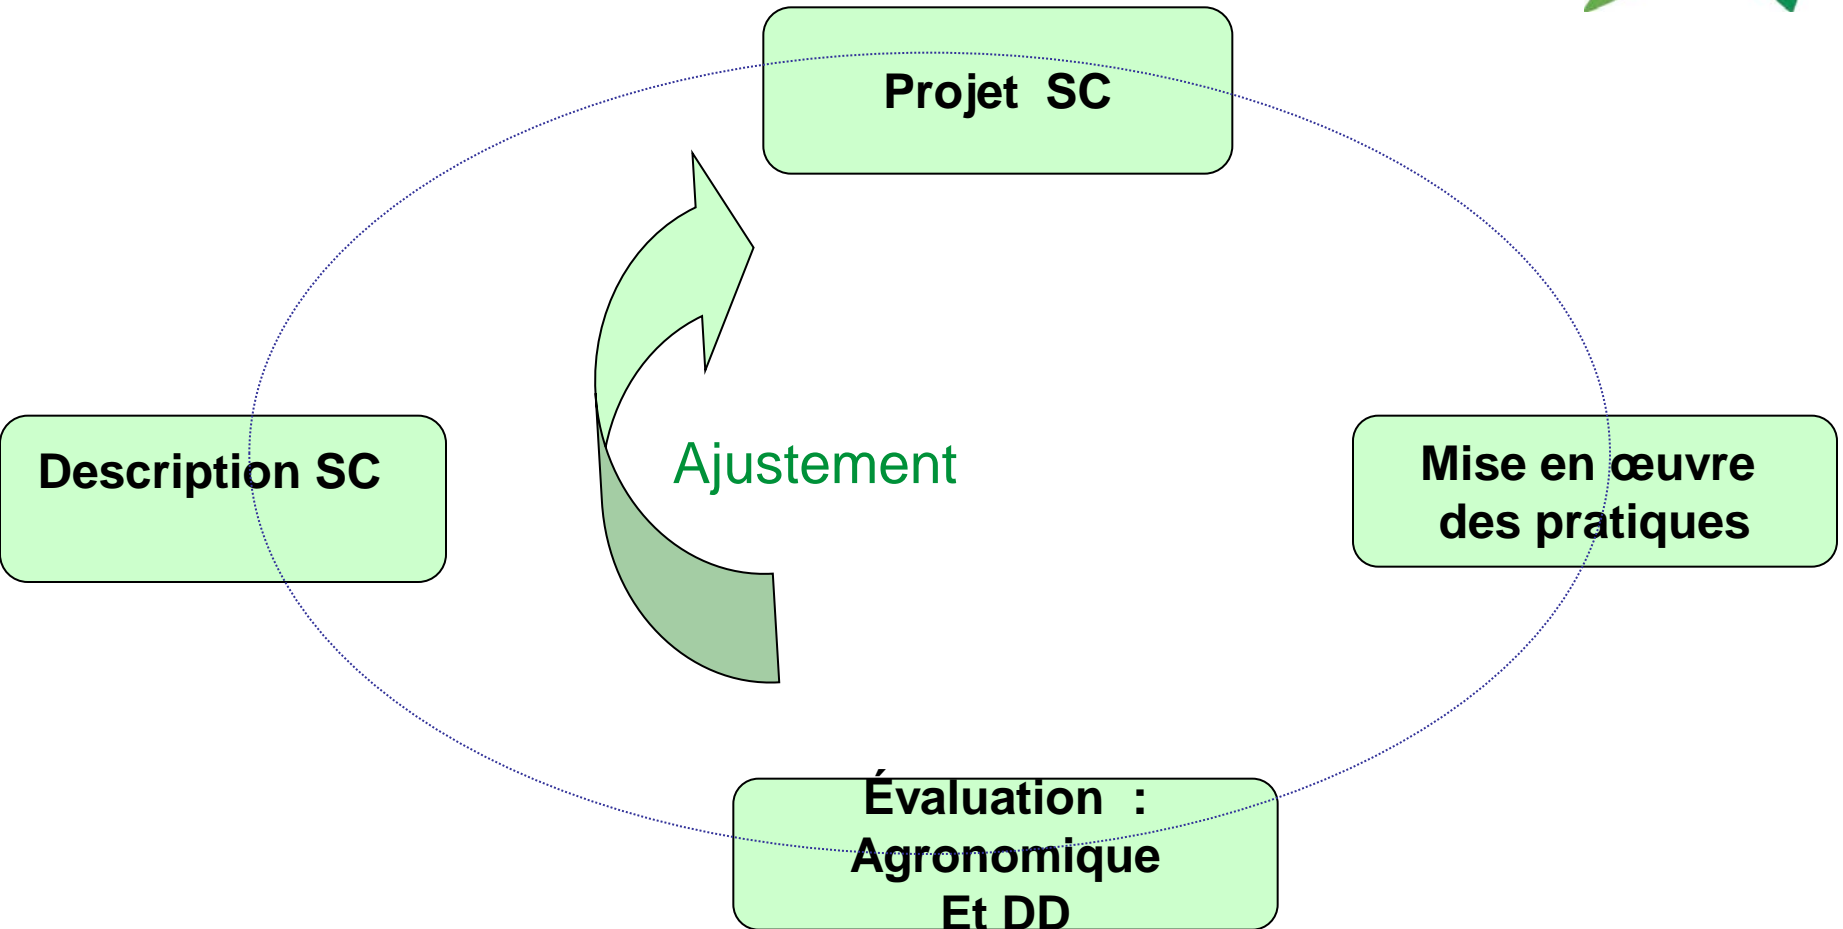 Projet SC
Description SC
Ajustement
Mise en œuvre
des pratiques
Évaluation :
Agronomique
Et DD